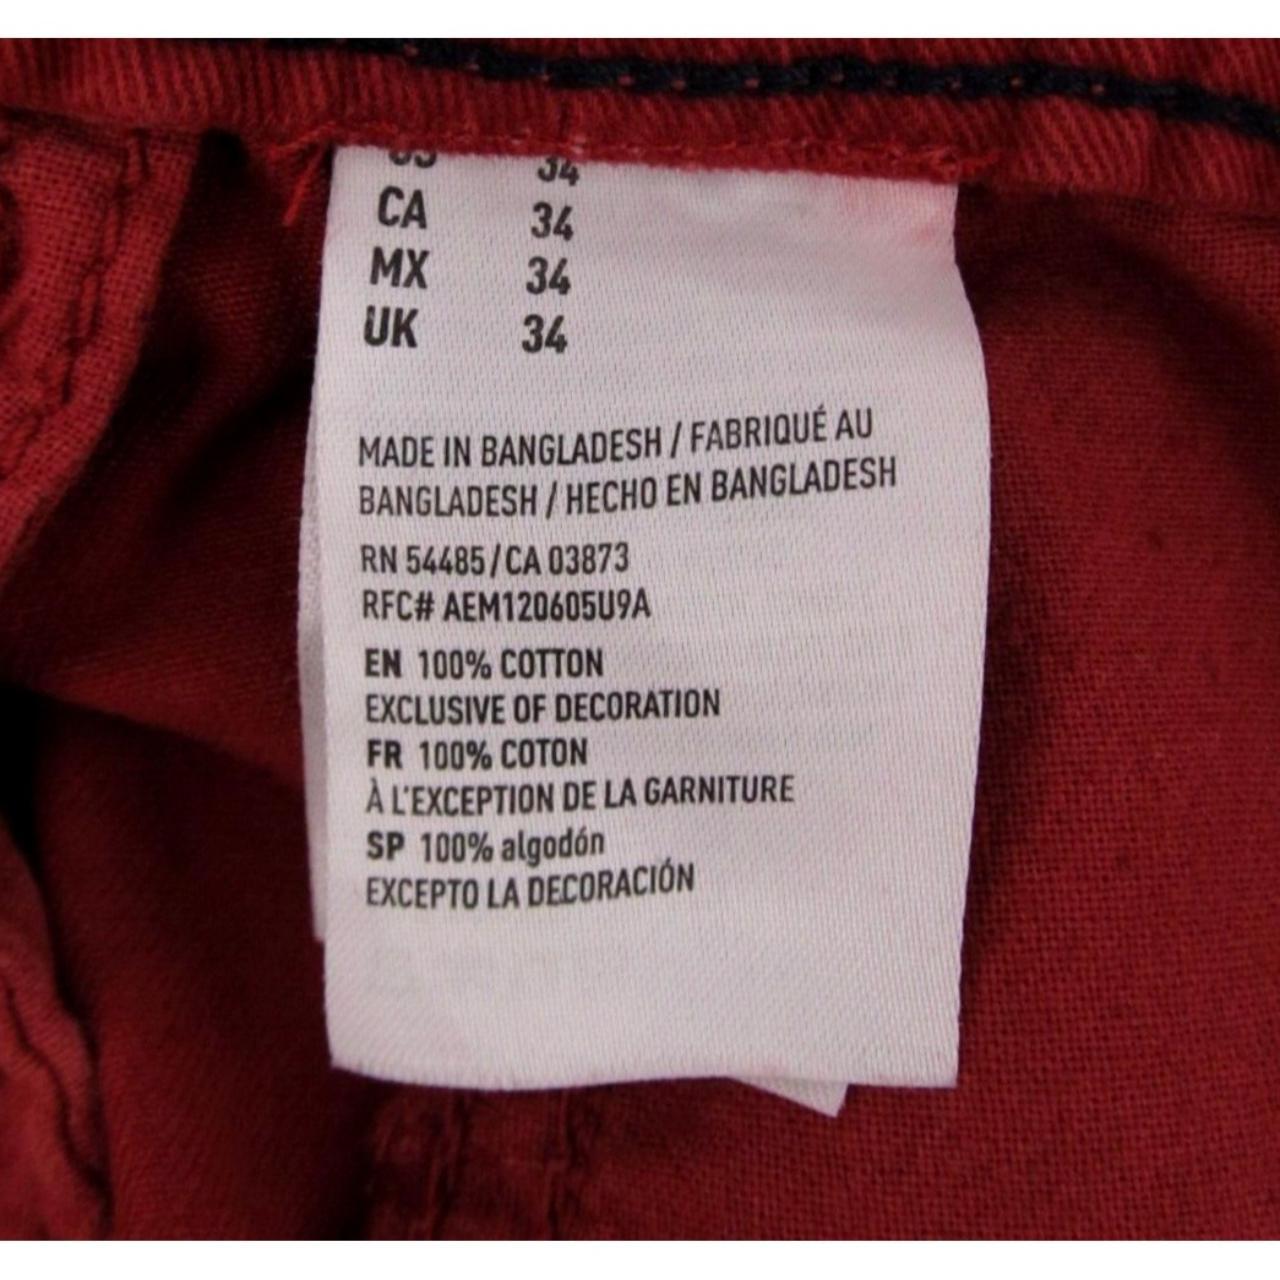 US 34
CA 34
MX 34
UK 34
MADE IN BANGLADESH / FABRIQUÉ AU
BANGLADESH / HECHO EN BANGLADESH
RN 54485/CA 03873
RFC# AEM120605U9A
EN 100% COTTON
EXCLUSIVE OF DECORATION
FR 100% COTON
À L'EXCEPTION DE LA GARNITURE
SP 100% algodón
EXCEPTO LA DECORACIÓN